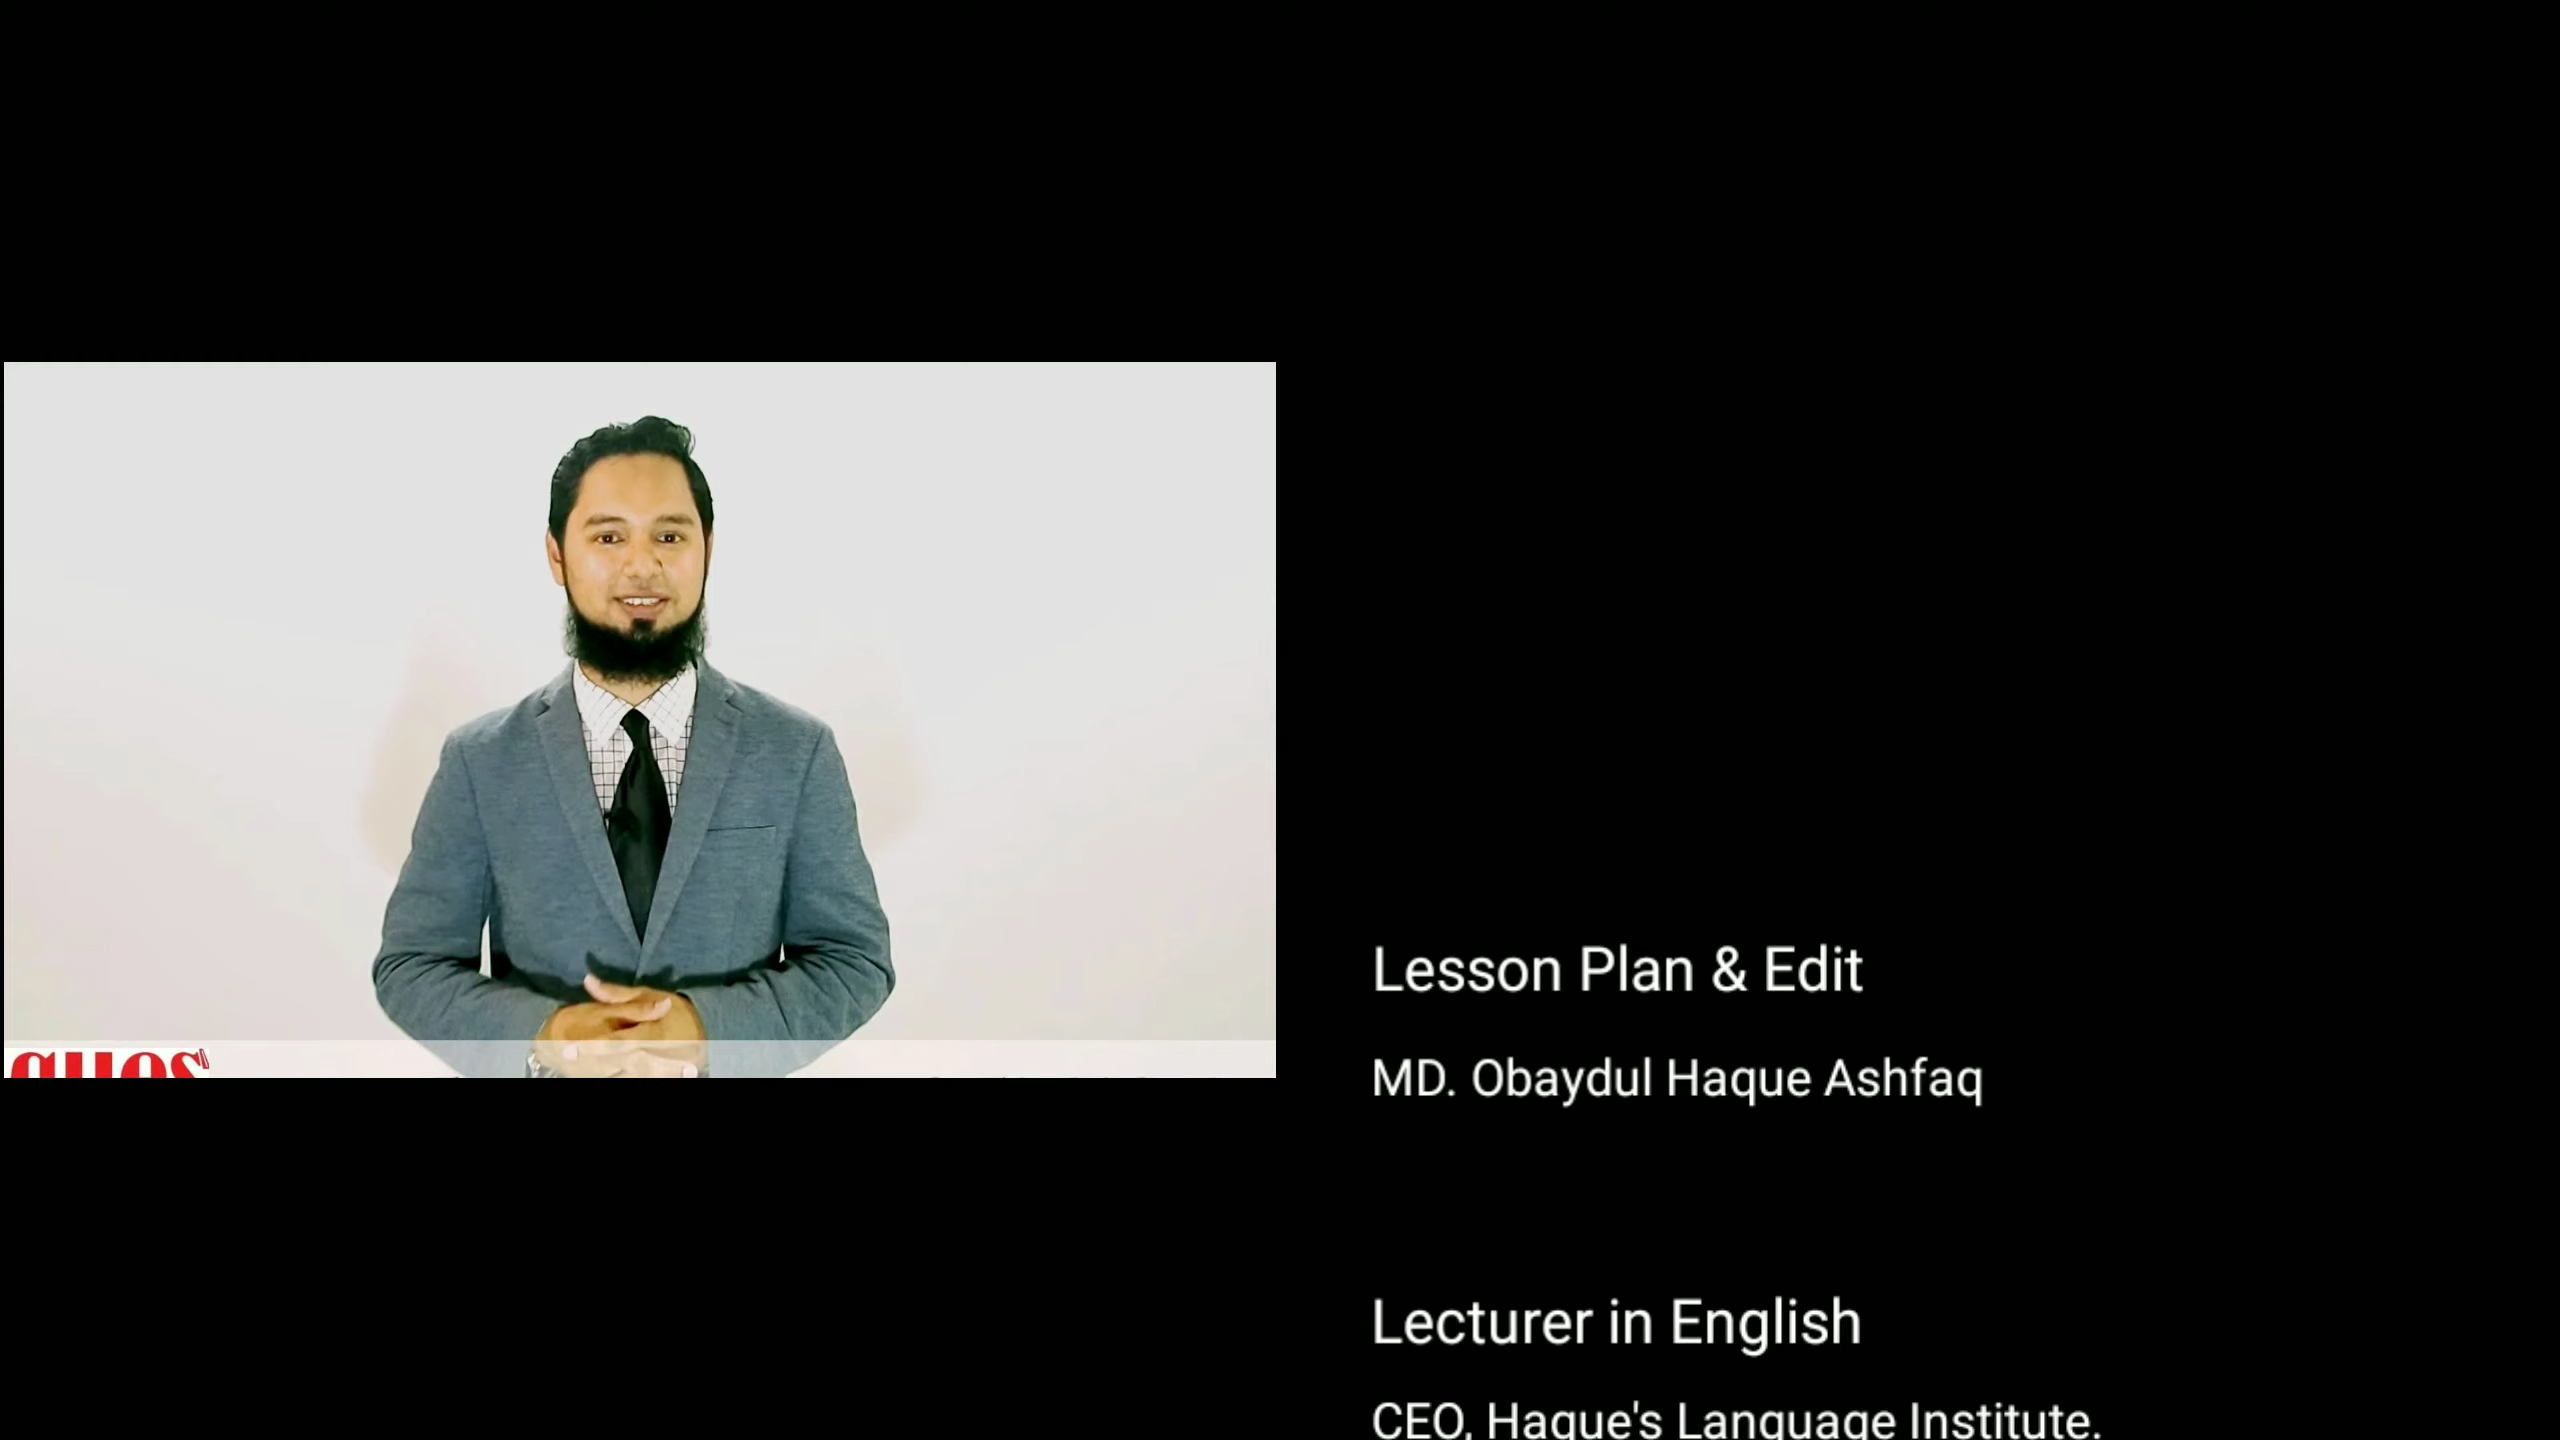 Lesson Plan & Edit
MD. Obaydul Haque Ashfaq
Lecturer in English
CEO, Haque's Language Institute.